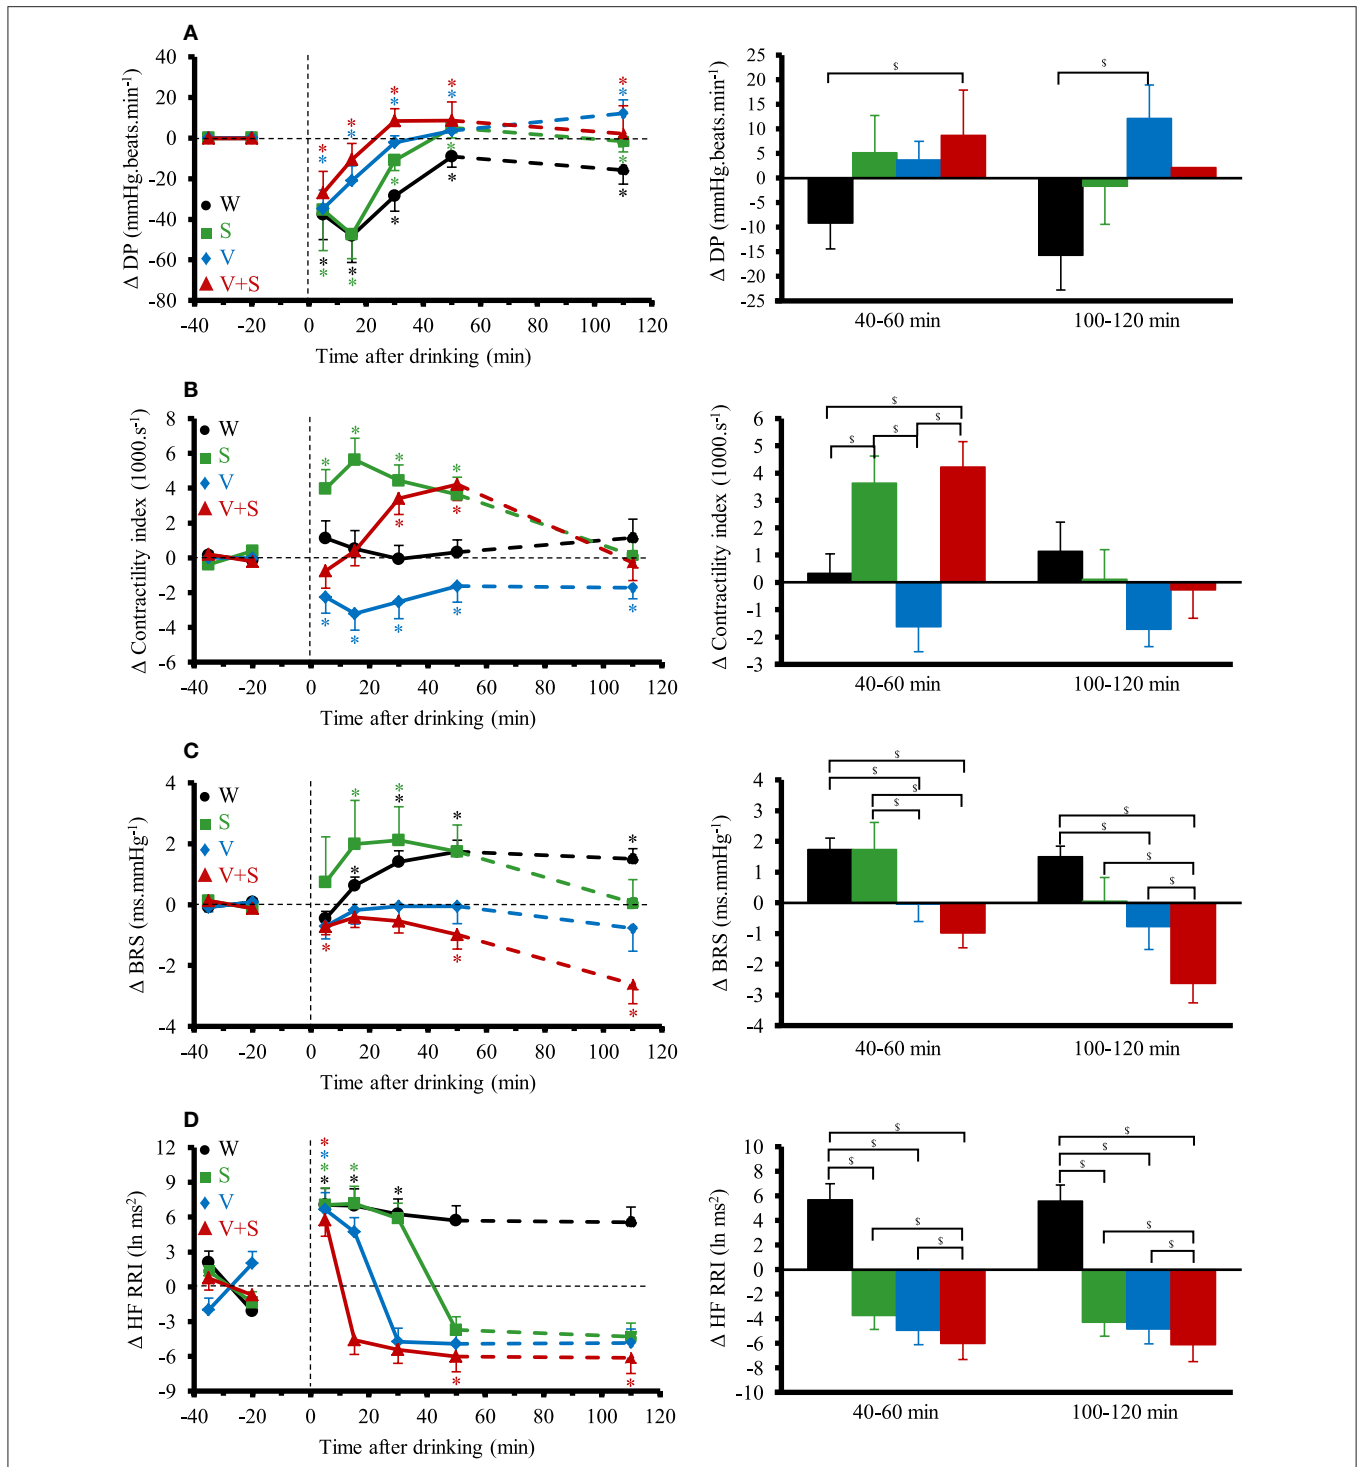 A
Δ DP (mmHg.beats.min-1)
40
20
0
-20
-40
-60
-80
W
S
V
V+S
* * * * * * * * * * * * * * * * * * * *
-40 -20 0 20 40 60 80 100 120
Time after drinking (min)
Δ DP (mmHg.beats.min-1)
25
20
15
10
5
0
-5
-10
-15
-20
-25
$ $
40-60 min 100-120 min
B
Δ Contractility index (1000.s-1)
8
6
4
2
0
-2
-4
-6
W
S
V
V+S
* * * * * * * * * * *
-40 -20 0 20 40 60 80 100 120
Time after drinking (min)
Δ Contractility index (1000.s-1)
6
5
4
3
2
1
0
-1
-2
-3
$ $ $ $
40-60 min 100-120 min
C
Δ BRS (ms.mmHg-1)
4
2
0
-2
-4
W
S
V
V+S
* * * * * * * * *
-40 -20 0 20 40 60 80 100 120
Time after drinking (min)
Δ BRS (ms.mmHg-1)
4
3
2
1
0
-1
-2
-3
-4
$ $ $ $ $ $ $ $
40-60 min 100-120 min
D
Δ HF RRI (ln ms2)
12
9
6
3
0
-3
-6
-9
W
S
V
V+S
* * * * * * * * *
-40 -20 0 20 40 60 80 100 120
Time after drinking (min)
Δ HF RRI (ln ms2)
10
8
6
4
2
0
-2
-4
-6
-8
-10
$ $ $ $ $ $ $ $ $ $
40-60 min 100-120 min